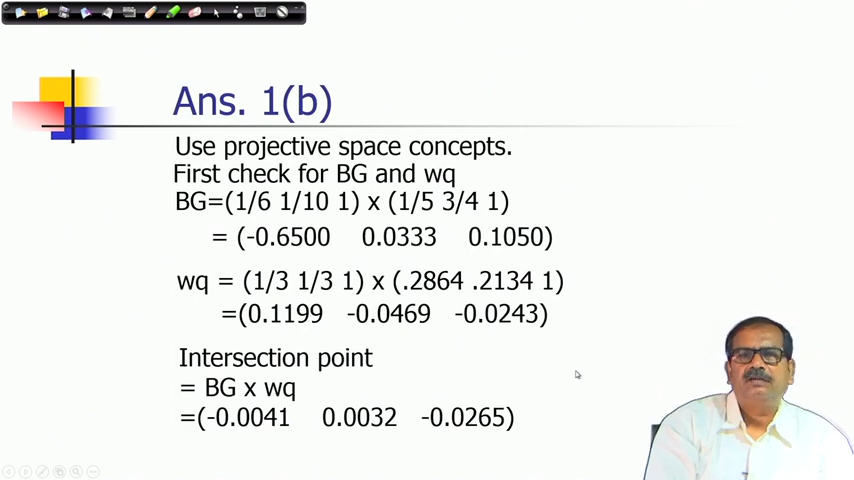 Ans. 1(b)
Use projective space concepts.
First check for BG and wq
BG=(1/6 1/10 1) x (1/5 3/4 1)
= (-0.6500 0.0333 0.1050)
wq = (1/3 1/3 1) x (.2864 .2134 1)
=(0.1199 -0.0469 -0.0243)
Intersection point
= BG x wq
=(-0.0041 0.0032 -0.0265)